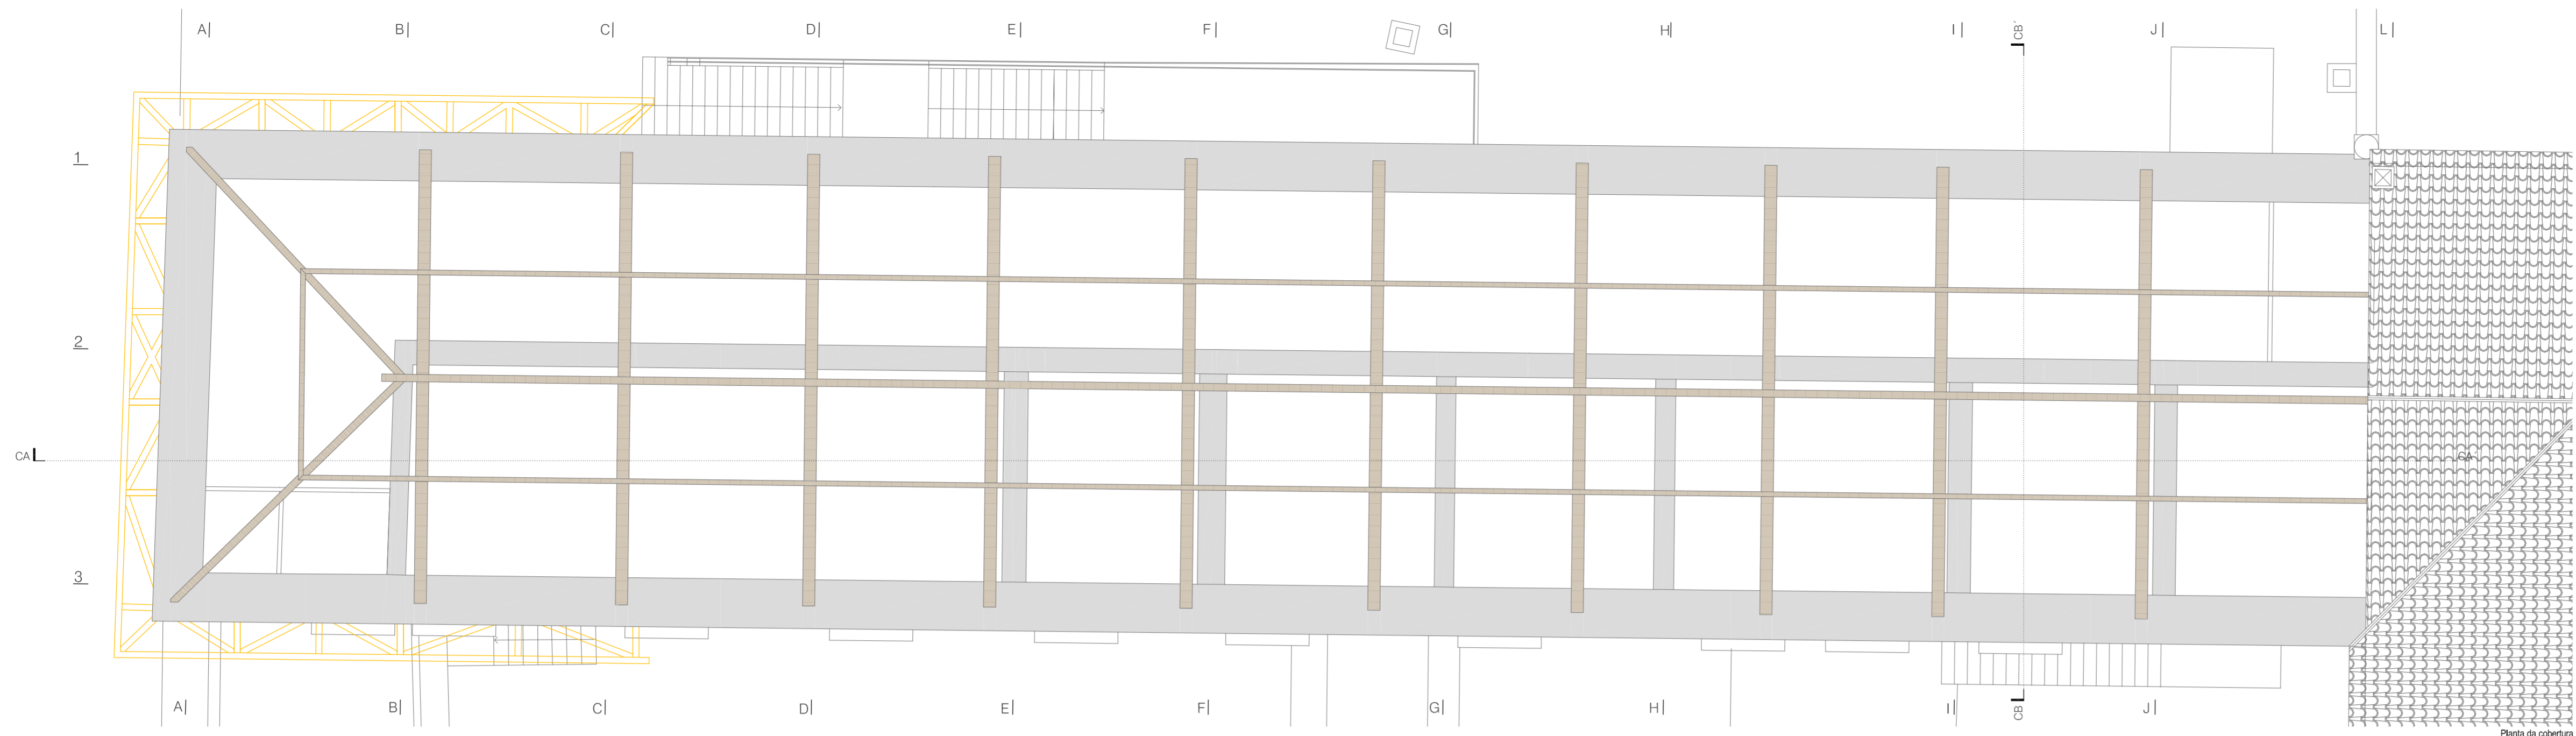 A B C D E F G H I CB´ J L
1
2
CA CA´
3
A B C D E F G H I CB J
Planta da cobertura